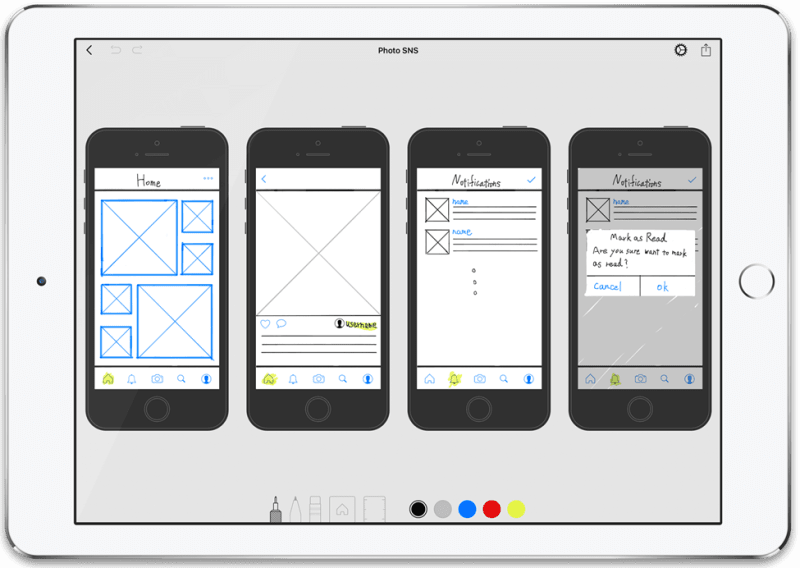 Photo SNS
Home
username
Notifications
name
name
Notifications
name
Mark as Read
Are you sure want to mark
as read?
Cancel
ok